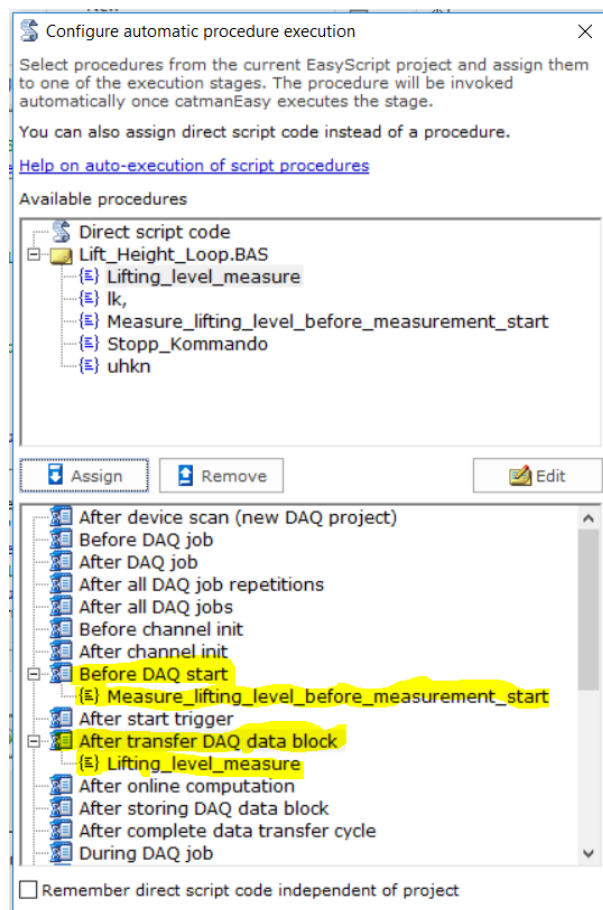 Configure automatic procedure execution
Select procedures from the current EasyScript project and assign them
to one of the execution stages. The procedure will be invoked
automatically once catmanEasy executes the stage.
You can also assign direct script code instead of a procedure.
Help on auto-execution of script procedures
Available procedures
Direct script code
Lift_Height_Loop.BAS
Lifting_level_measure
lk,
Measure_lifting_level_before_measurement_start
Stopp_Kommando
uhkn
Assign Remove Edit
After device scan (new DAQ project)
Before DAQ job
After DAQ job
After all DAQ job repetitions
After all DAQ jobs
Before channel init
After channel init
Before DAQ start
Measure_lifting_level_before_measurement_start
After start trigger
After transfer DAQ data block
Lifting_level_measure
After online computation
After storing DAQ data block
After complete data transfer cycle
During DAQ job
Remember direct script code independent of project